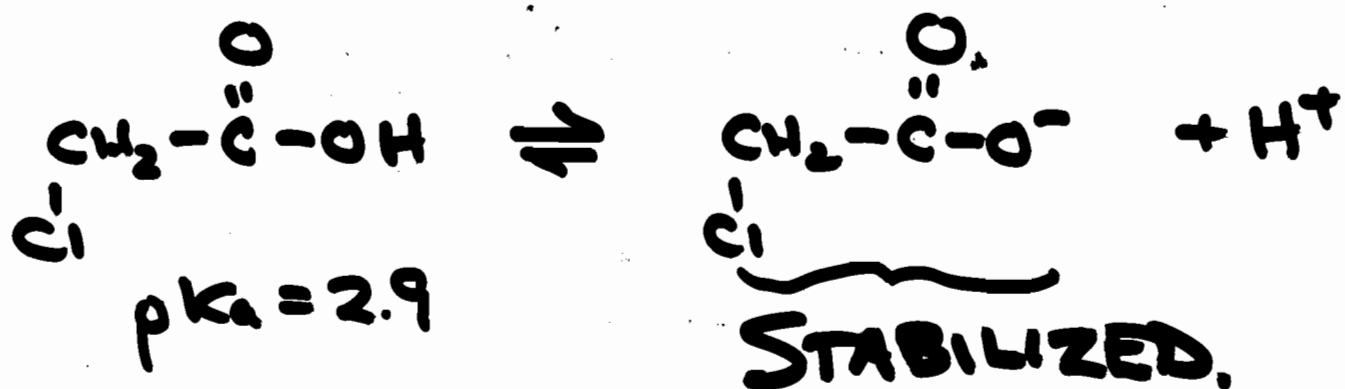 O O
" "
CH₂-C-OH ⇌ CH₂-C-O⁻ + H⁺
Cl Cl
pKa = 2.9
STABILIZED.